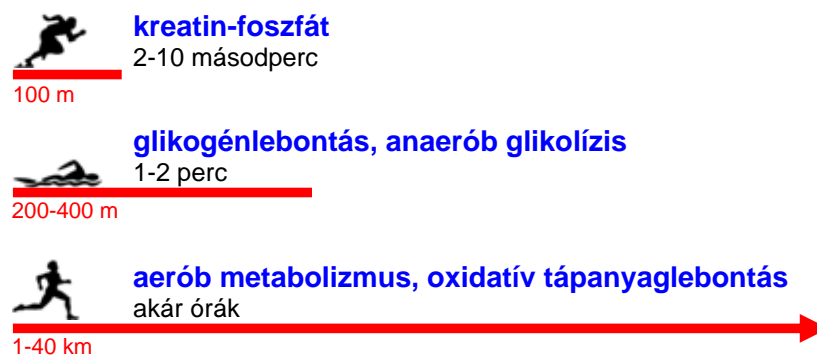 kreatin-foszfát
2-10 másodperc
100 m
glikogénlebontás, anaerób glikolízis
1-2 perc
200-400 m
aerób metabolizmus, oxidatív tápanyaglebontás
akár órák
1-40 km